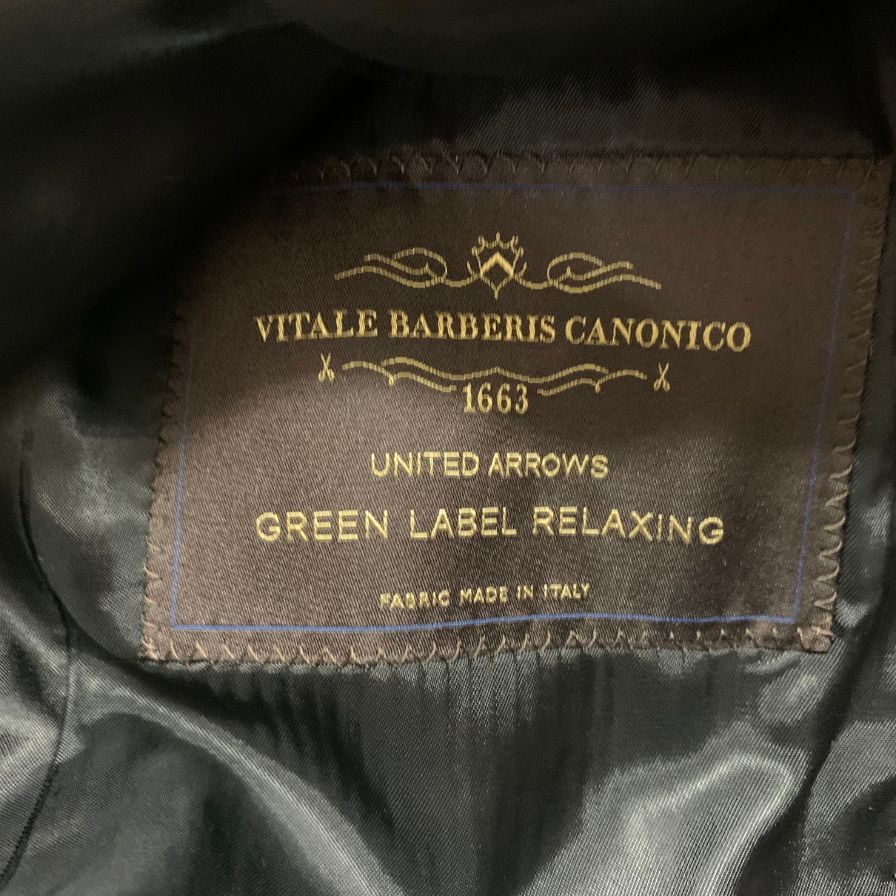 VITALE BARBERIS CANONICO
1663
UNITED ARROWS
GREEN LABEL RELAXING
FABRIC MADE IN ITALY